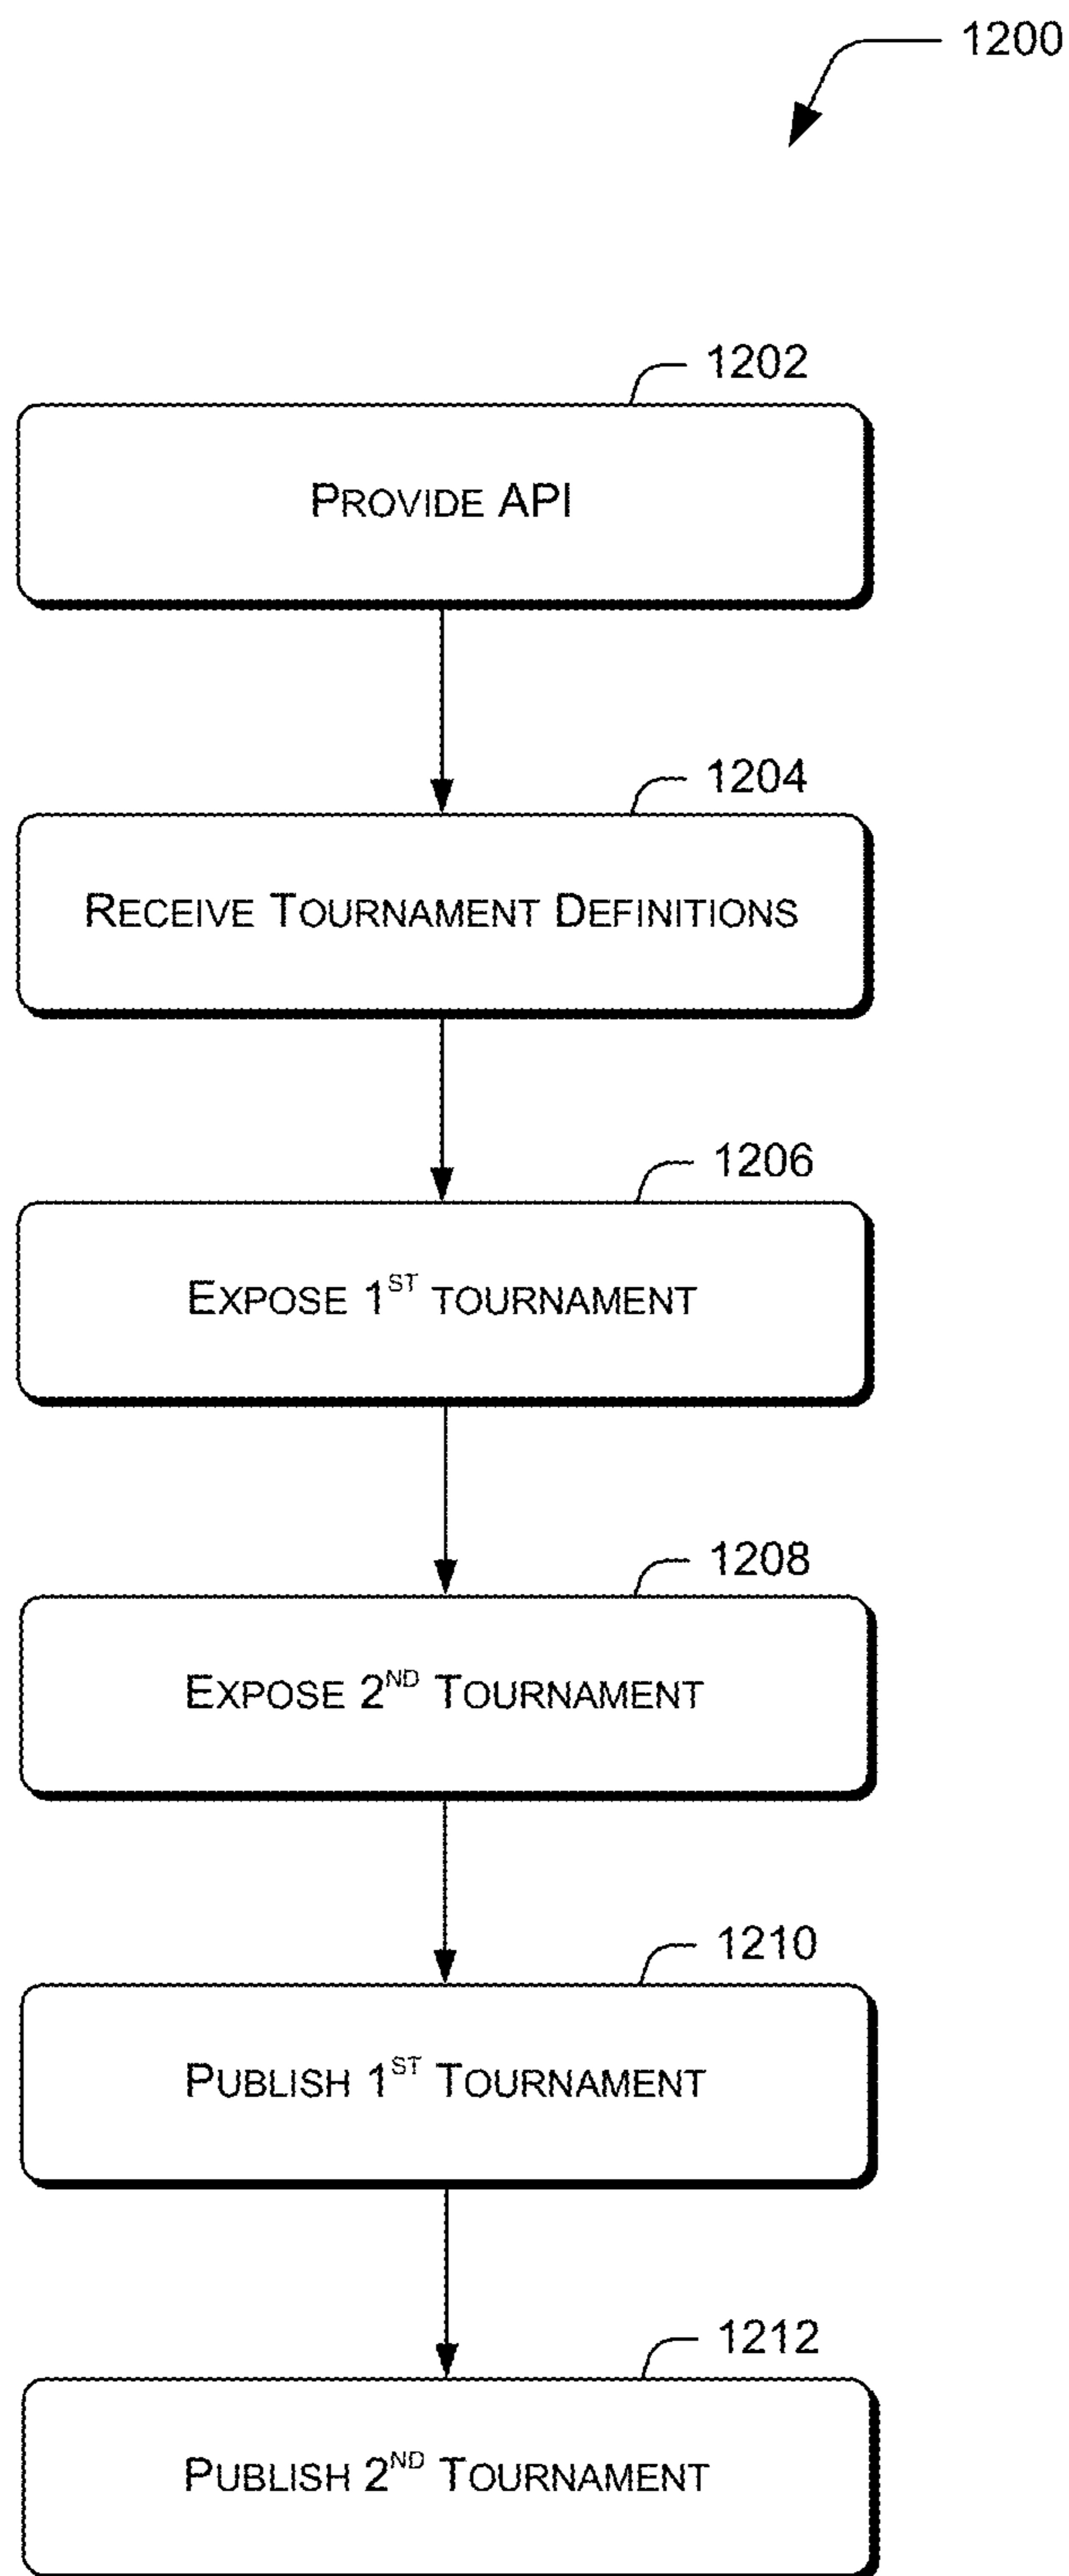 1200
1202
PROVIDE API
1204
RECEIVE TOURNAMENT DEFINITIONS
1206
EXPOSE 1ST TOURNAMENT
1208
EXPOSE 2ND TOURNAMENT
1210
PUBLISH 1ST TOURNAMENT
1212
PUBLISH 2ND TOURNAMENT